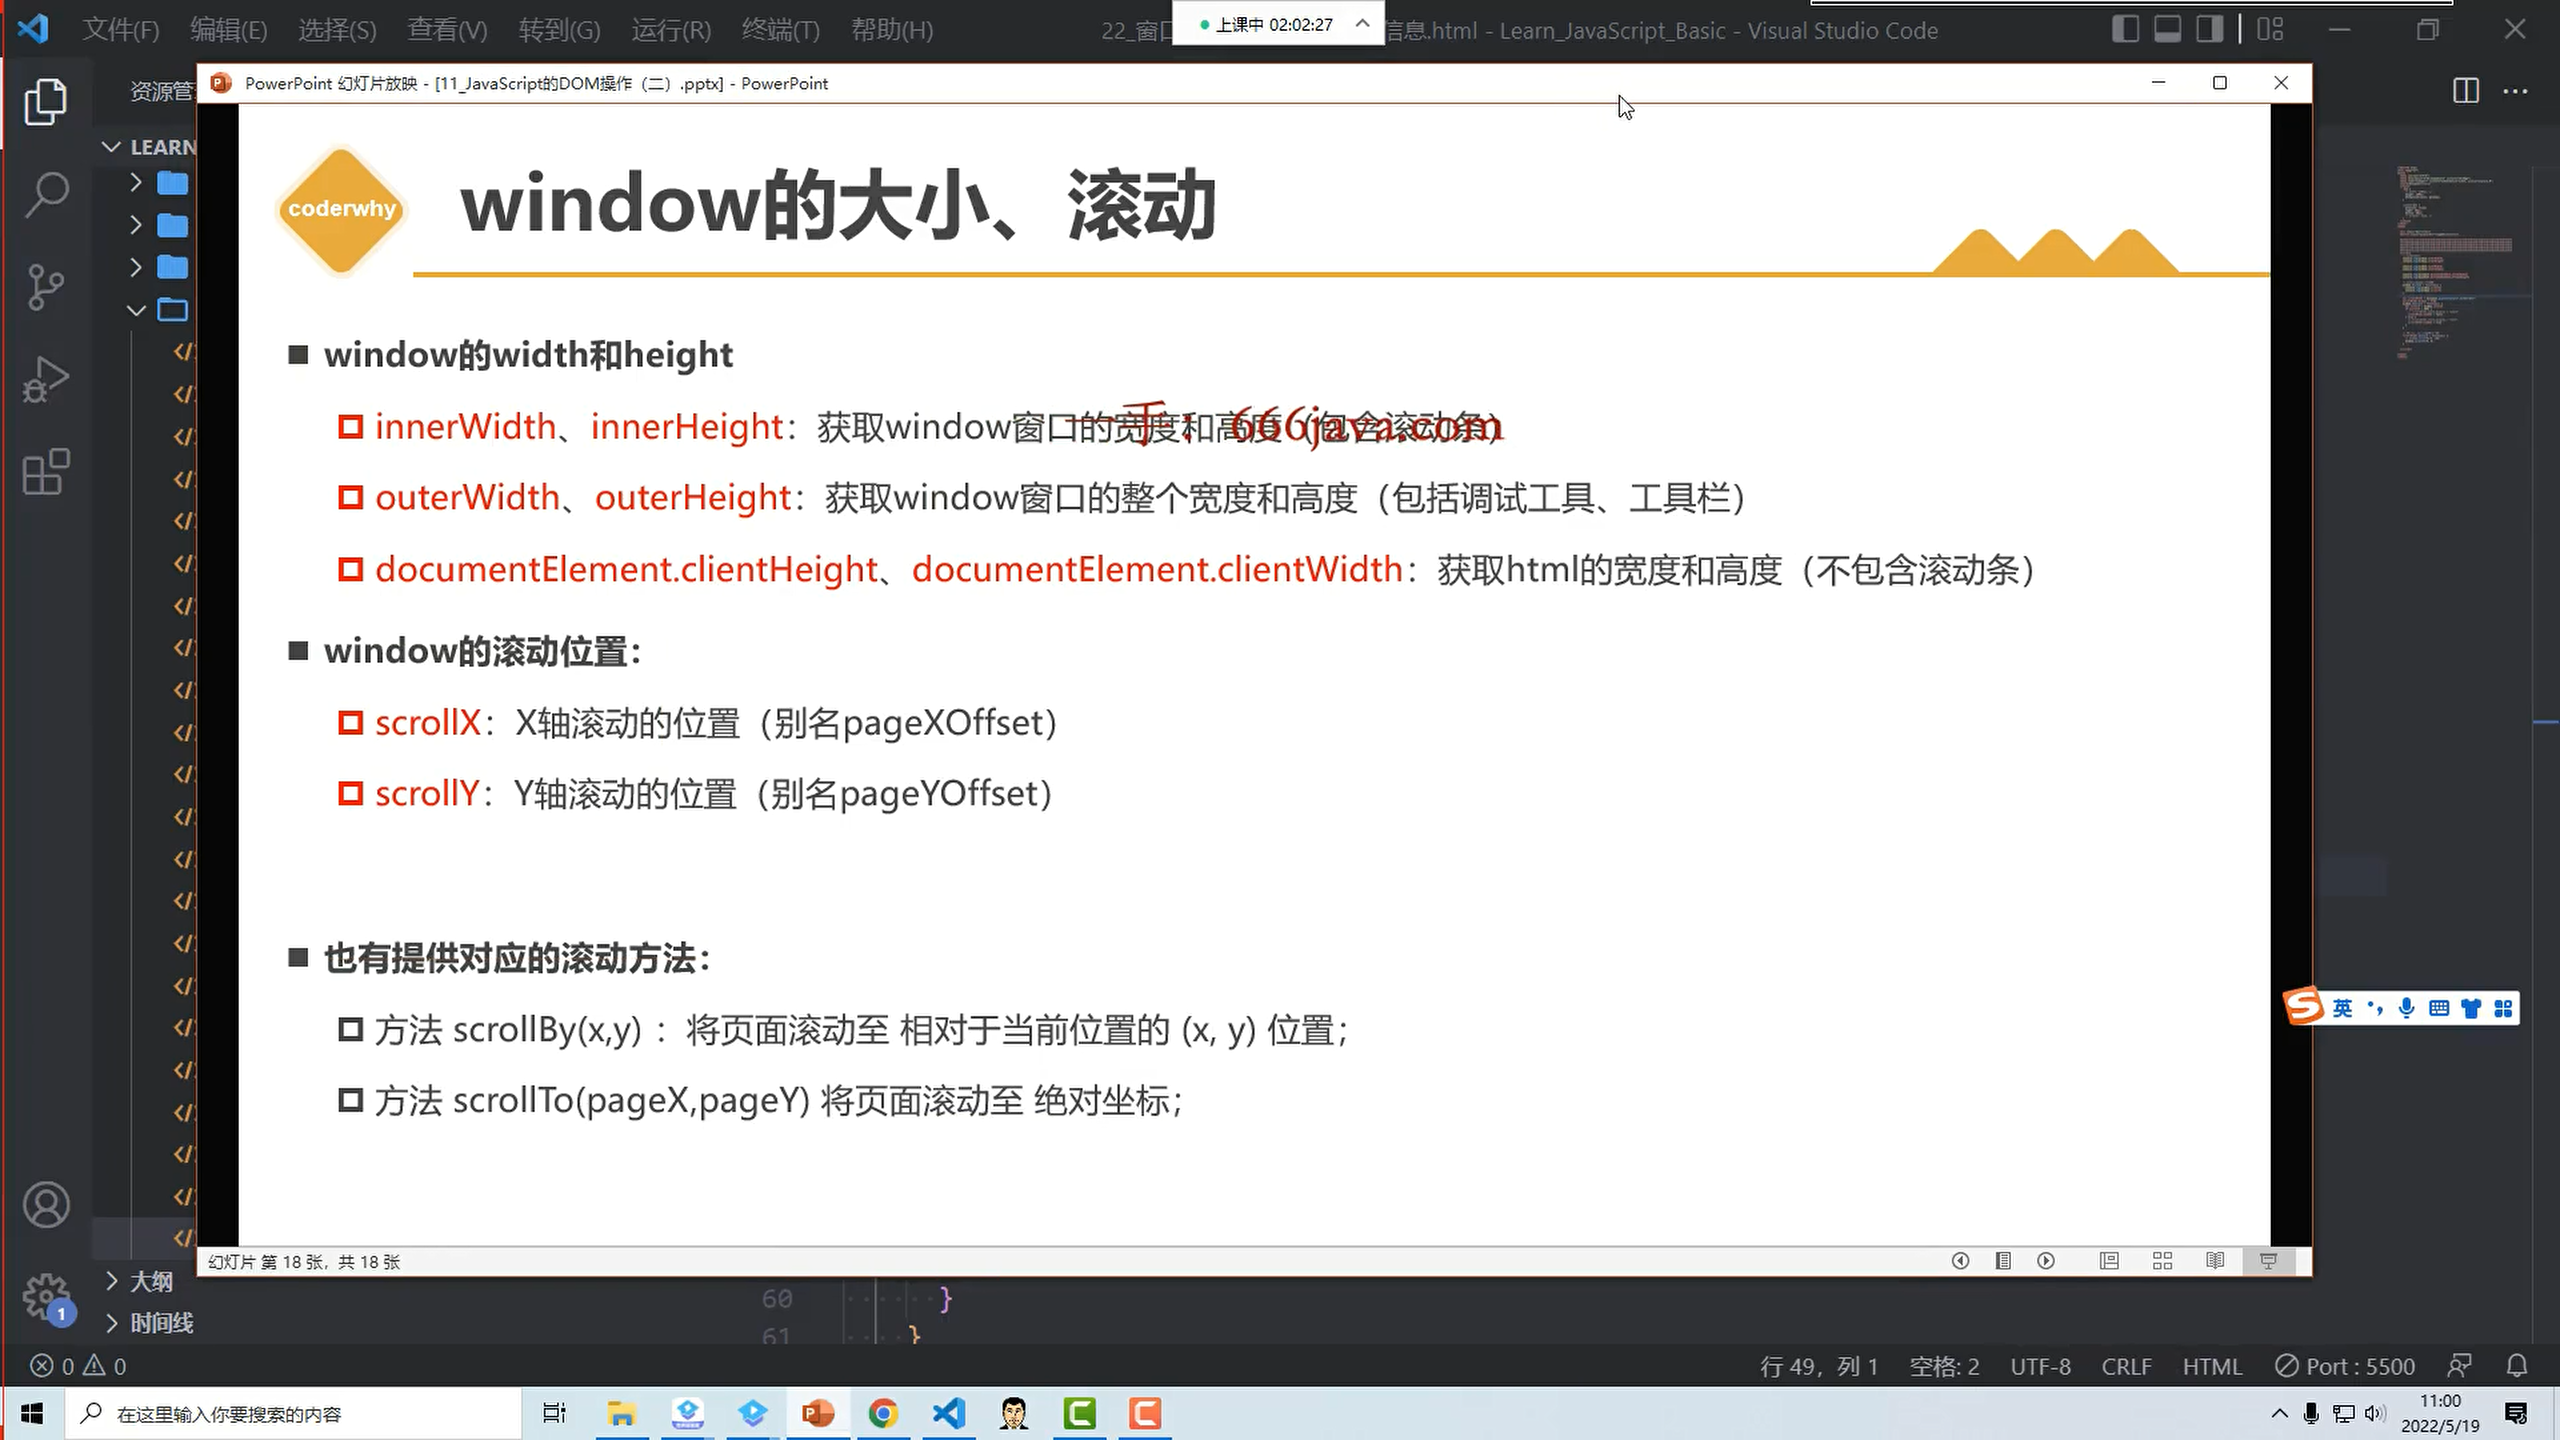 文件(F) 编辑(E) 选择(S) 查看(V) 转到(G) 运行(R) 终端(T) 帮助(H)
22_窗口
上课中 02:02:27
信息.html - Learn_JavaScript_Basic - Visual Studio Code
资源管
PowerPoint 幻灯片放映 - [11_JavaScript的DOM操作（二）.pptx] - PowerPoint
LEARN
coderwhy
window的大小、滚动
window的width和height
innerWidth、innerHeight：获取window窗口的宽度和高度（包含滚动条）
一手：666java.com
outerWidth、outerHeight：获取window窗口的整个宽度和高度（包括调试工具、工具栏）
documentElement.clientHeight、documentElement.clientWidth：获取html的宽度和高度（不包含滚动条）
window的滚动位置：
scrollX：X轴滚动的位置（别名pageXOffset）
scrollY：Y轴滚动的位置（别名pageYOffset）
也有提供对应的滚动方法：
方法 scrollBy(x,y) ：将页面滚动至 相对于当前位置的 (x, y) 位置；
方法 scrollTo(pageX,pageY) 将页面滚动至 绝对坐标；
英
幻灯片 第 18 张，共 18 张
大纲
60 }
1
时间线
61 }
0 0
行 49，列 1 空格: 2 UTF-8 CRLF HTML Port : 5500
在这里输入你要搜索的内容
11:00
2022/5/19